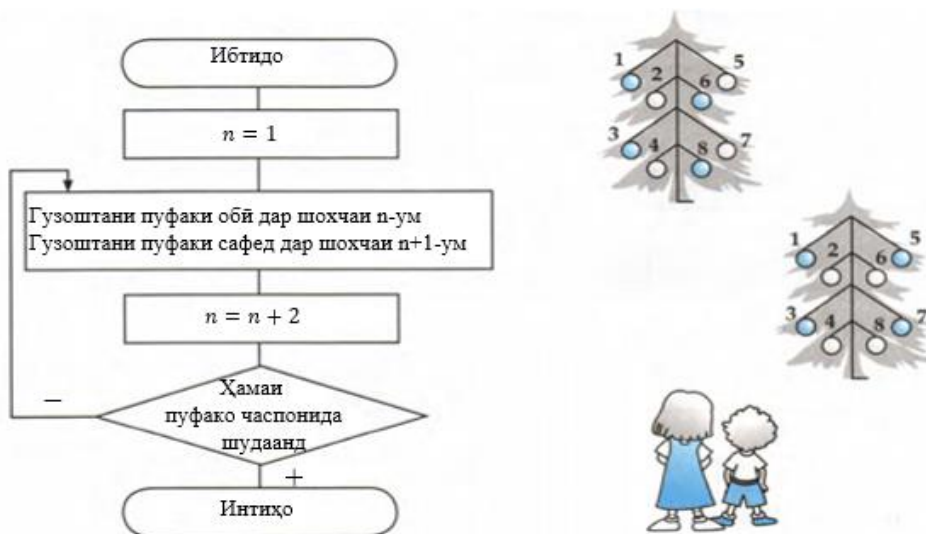 Ибтидо
n = 1
Гузоштани пуфаки обӣ дар шохчаи n-ум
Гузоштани пуфаки сафед дар шохчаи n+1-ум
n = n + 2
Ҳамаи
пуфако часпонида
шудаанд
−
+
Интиҳо
1
5
2
6
3
7
4
8
1
5
2
6
3
7
4
8